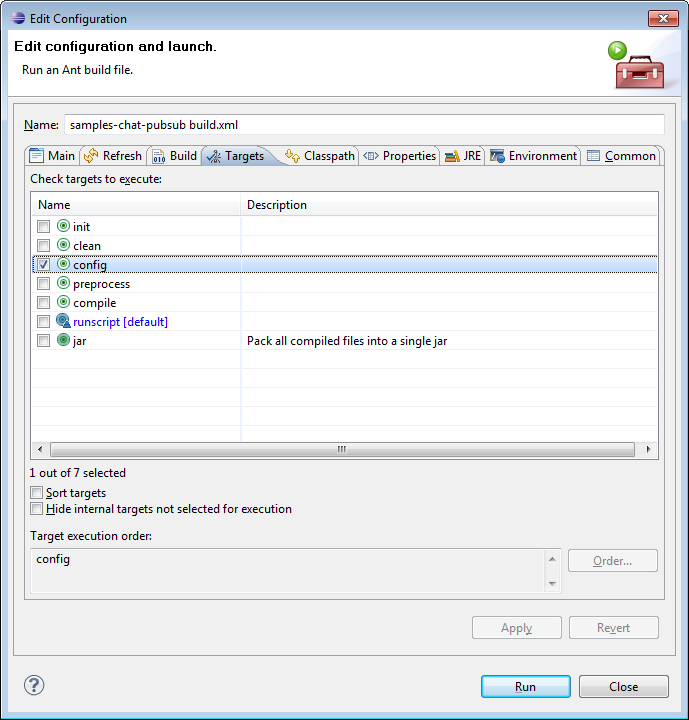 Edit Configuration
Edit configuration and launch.
Run an Ant build file.
Name: samples-chat-pubsub build.xml
Main Refresh Build Targets Classpath Properties JRE Environment Common
Check targets to execute:
Name Description
init
clean
config
preprocess
compile
runscript [default]
jar Pack all compiled files into a single jar
1 out of 7 selected
Sort targets
Hide internal targets not selected for execution
Target execution order:
config
Order...
Apply Revert
Run Close